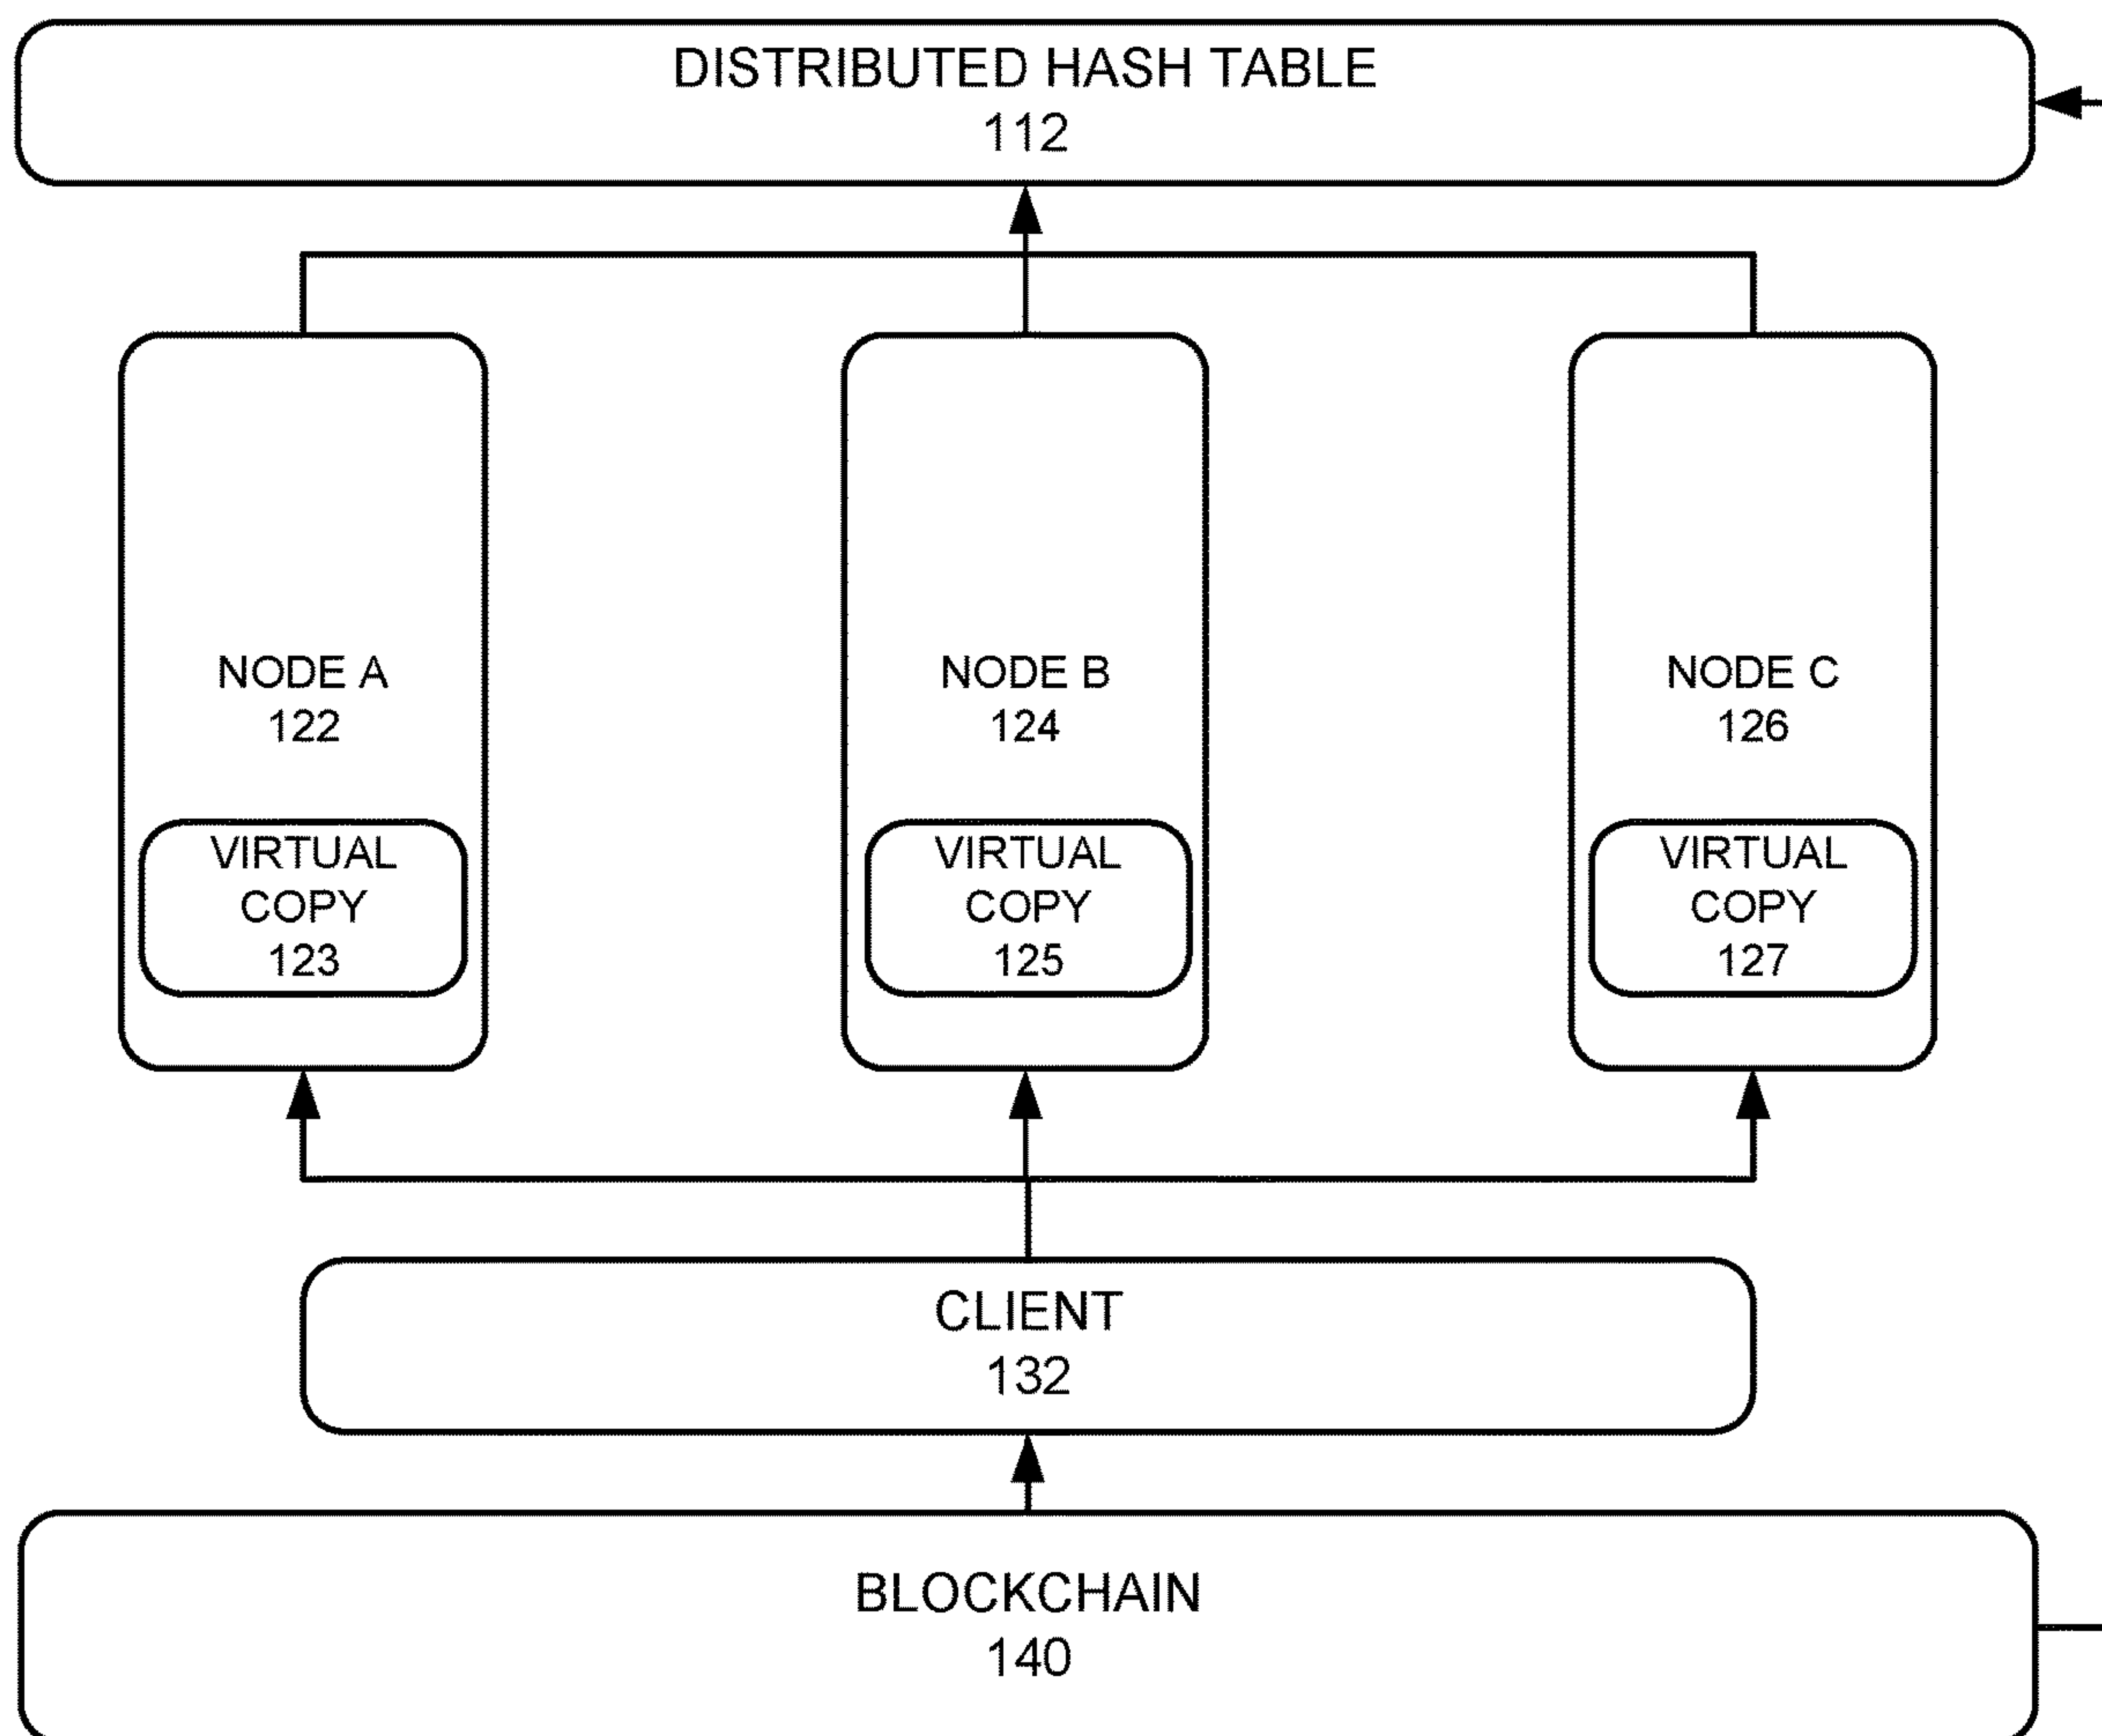 DISTRIBUTED HASH TABLE
112
NODE A
122
NODE B
124
NODE C
126
VIRTUAL
COPY
123
VIRTUAL
COPY
125
VIRTUAL
COPY
127
CLIENT
132
BLOCKCHAIN
140